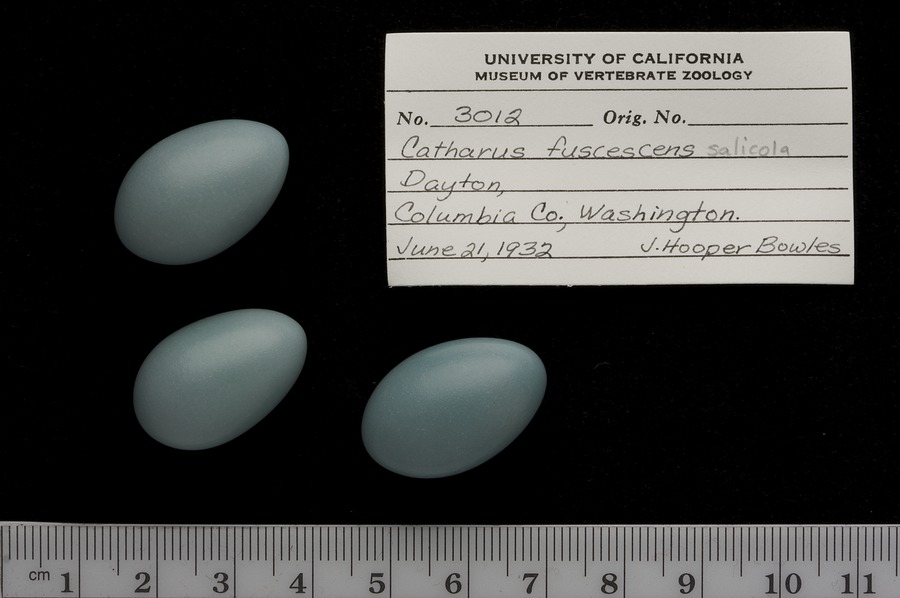 UNIVERSITY OF CALIFORNIA
MUSEUM OF VERTEBRATE ZOOLOGY
No. 3012 Orig. No.
Catharus fuscescens salicola
Dayton,
Columbia Co., Washington.
June 21, 1932 J. Hooper Bowles
cm 1 2 3 4 5 6 7 8 9 10 11